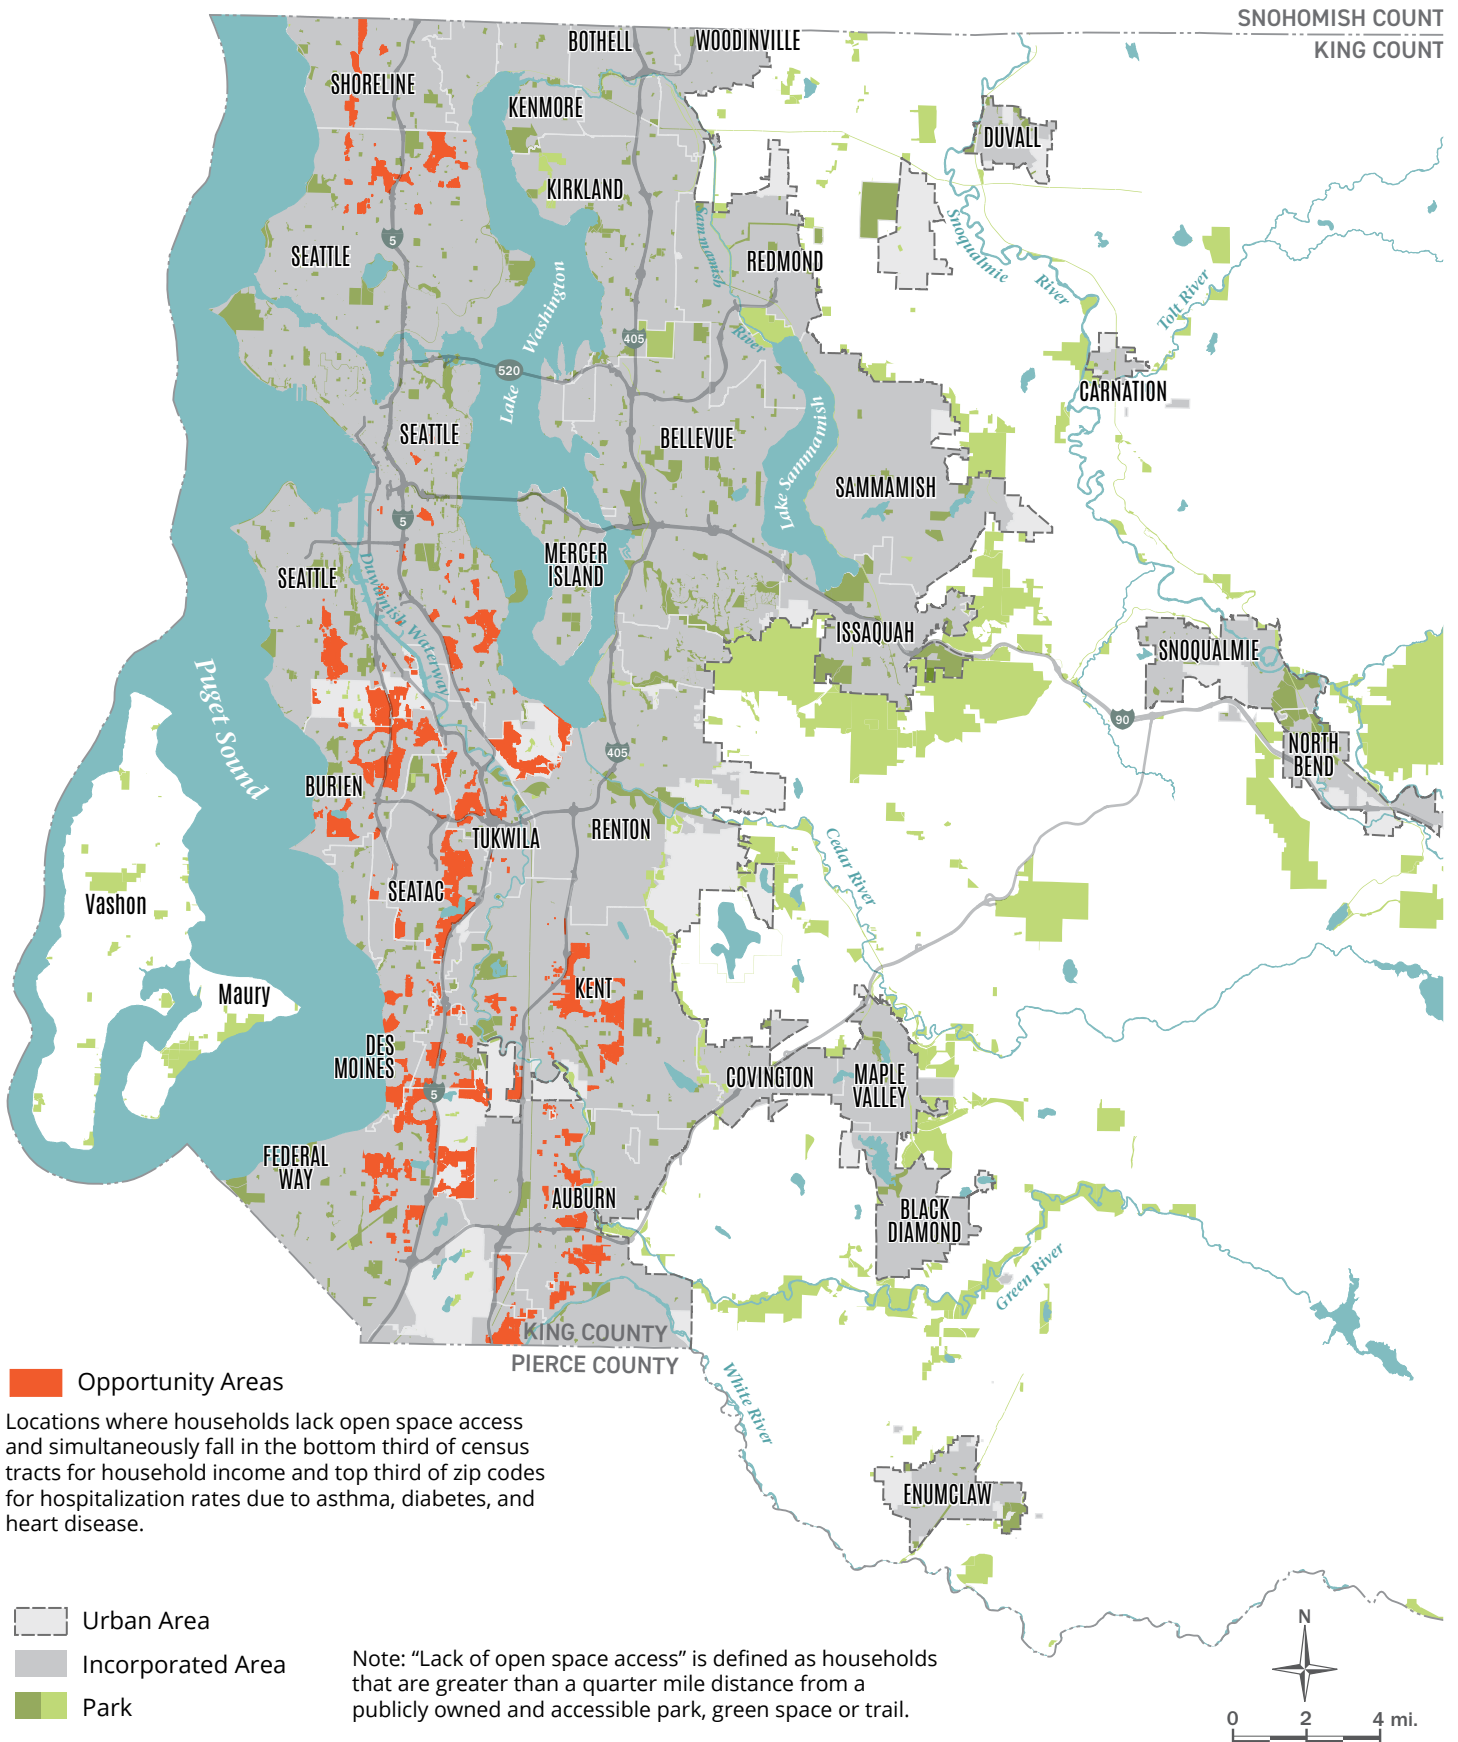 SNOHOMISH COUNT
KING COUNT
BOTHELL
WOODINVILLE
SHORELINE
KENMORE
DUVALL
KIRKLAND
Sammamish
River
Snoqualmie
River
5
SEATTLE
REDMOND
Tolt River
Lake
Washington
405
520
CARNATION
SEATTLE
BELLEVUE
Lake Sammamish
SAMMAMISH
5
MERCER
ISLAND
SEATTLE
Duwamish Waterway
ISSAQUAH
SNOQUALMIE
Puget Sound
90
405
NORTH
BEND
BURIEN
TUKWILA
RENTON
Cedar River
SEATAC
Vashon
Maury
KENT
DES
MOINES
COVINGTON
MAPLE
VALLEY
5
FEDERAL
WAY
AUBURN
BLACK
DIAMOND
Green River
KING COUNTY
PIERCE COUNTY
White River
ENUMCLAW
Opportunity Areas
Locations where households lack open space access
and simultaneously fall in the bottom third of census
tracts for household income and top third of zip codes
for hospitalization rates due to asthma, diabetes, and
heart disease.
Urban Area
Incorporated Area
Park
Note: “Lack of open space access” is defined as households
that are greater than a quarter mile distance from a
publicly owned and accessible park, green space or trail.
N
0 2 4 mi.